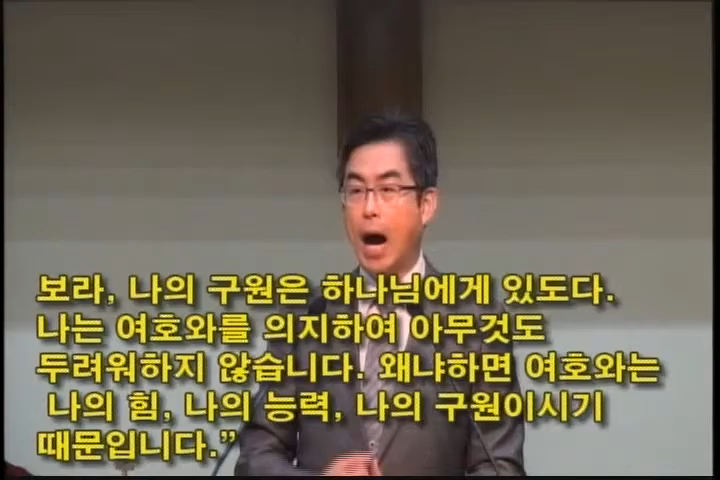 보라, 나의 구원은 하나님에게 있도다.
나는 여호와를 의지하여 아무것도
두려워하지 않습니다. 왜냐하면 여호와는
나의 힘, 나의 능력, 나의 구원이시기
때문입니다.”